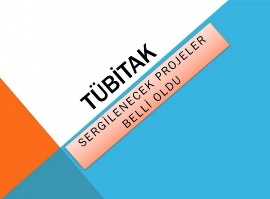 TÜBİTAK
SERGİLENECEK PROJELER
BELLİ OLDU